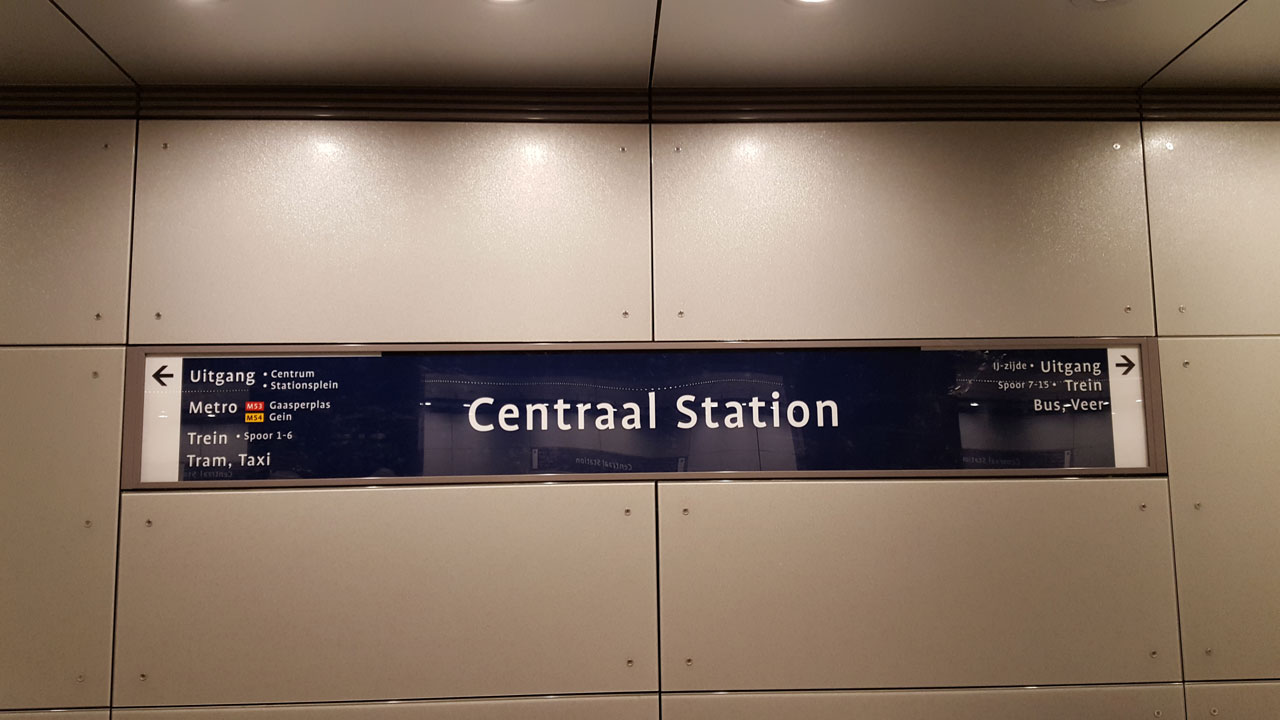 ← Uitgang • Centrum
• Stationsplein
Metro M53 Gaasperplas
M54 Gein
Trein • Spoor 1-6
Tram, Taxi
Centraal Station
IJ-zijde • Uitgang →
Spoor 7-15 • Trein
Bus, Veer